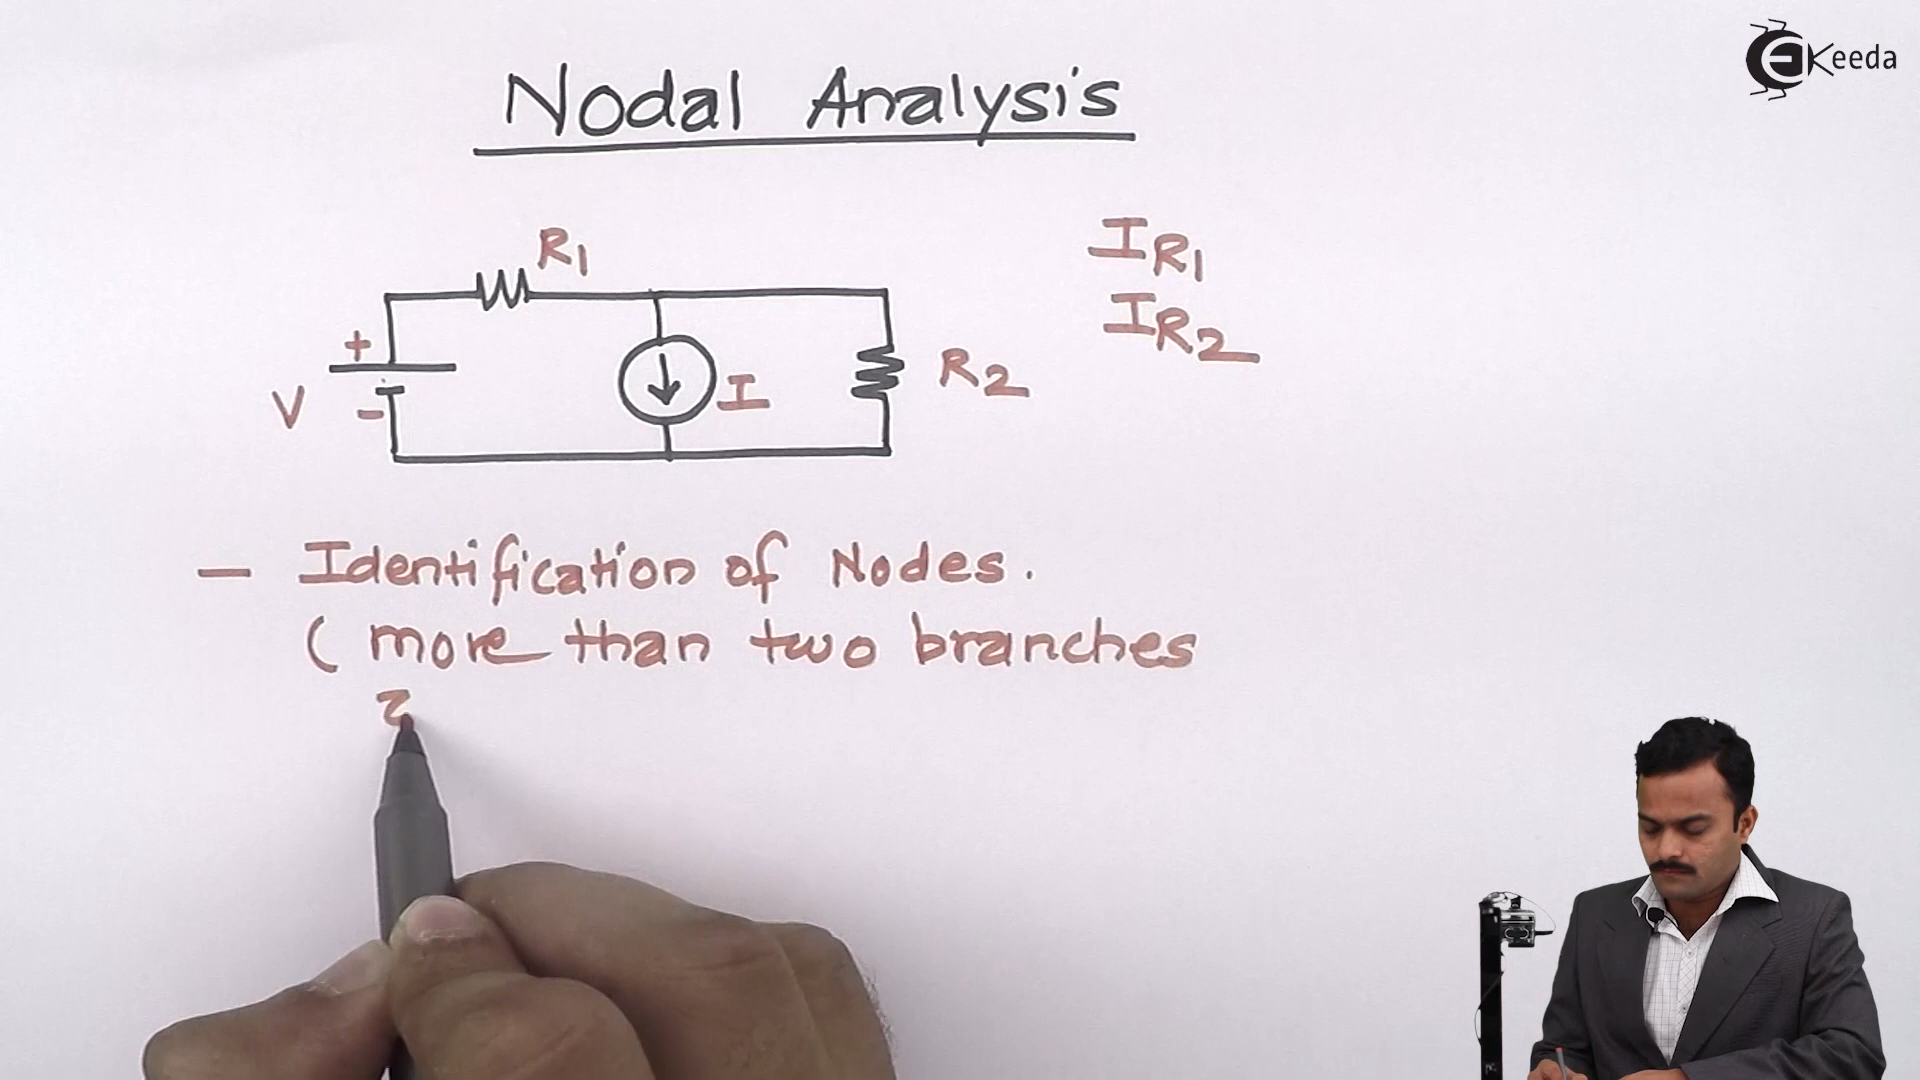 Keeda
Nodal Analysis
R1
IR1
IR2
+
V
-
I
R2
- Identification of Nodes.
( more than two branches